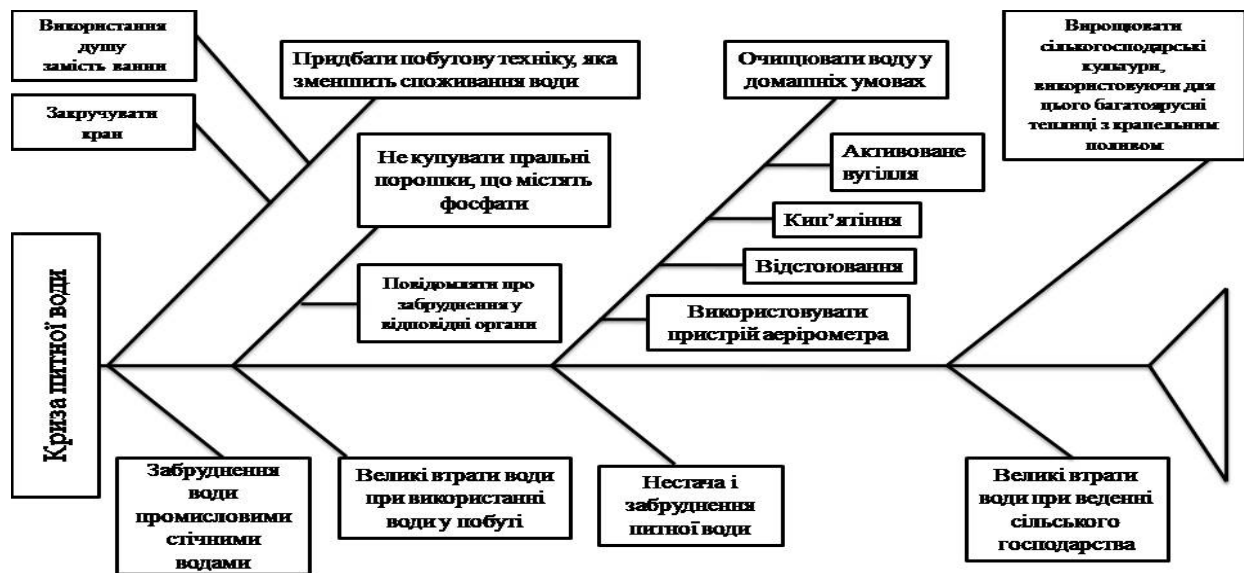 Використання
душу
замість ванни
Закручувати
кран
Придбати побутову техніку, яка
зменшить споживання води
Не купувати пральні
порошки, що містять
фосфати
Повідомляти про
забруднення у
відповідні органи
Очищювати воду у
домашніх умовах
Активоване
вугілля
Кип’ятіння
Відстоювання
Використовувати
пристрій аерірометра
Вирощювати
сількогосподарські
культури,
використовуючи для
цього багатоярусні
теплиці з крапельним
поливом
Криза питної води
Забруднення
води
промисловими
стічними
водами
Великі втрати води
при використанні
води у побуті
Нестача і
забруднення
питної води
Великі втрати
води при веденні
сільського
господарства